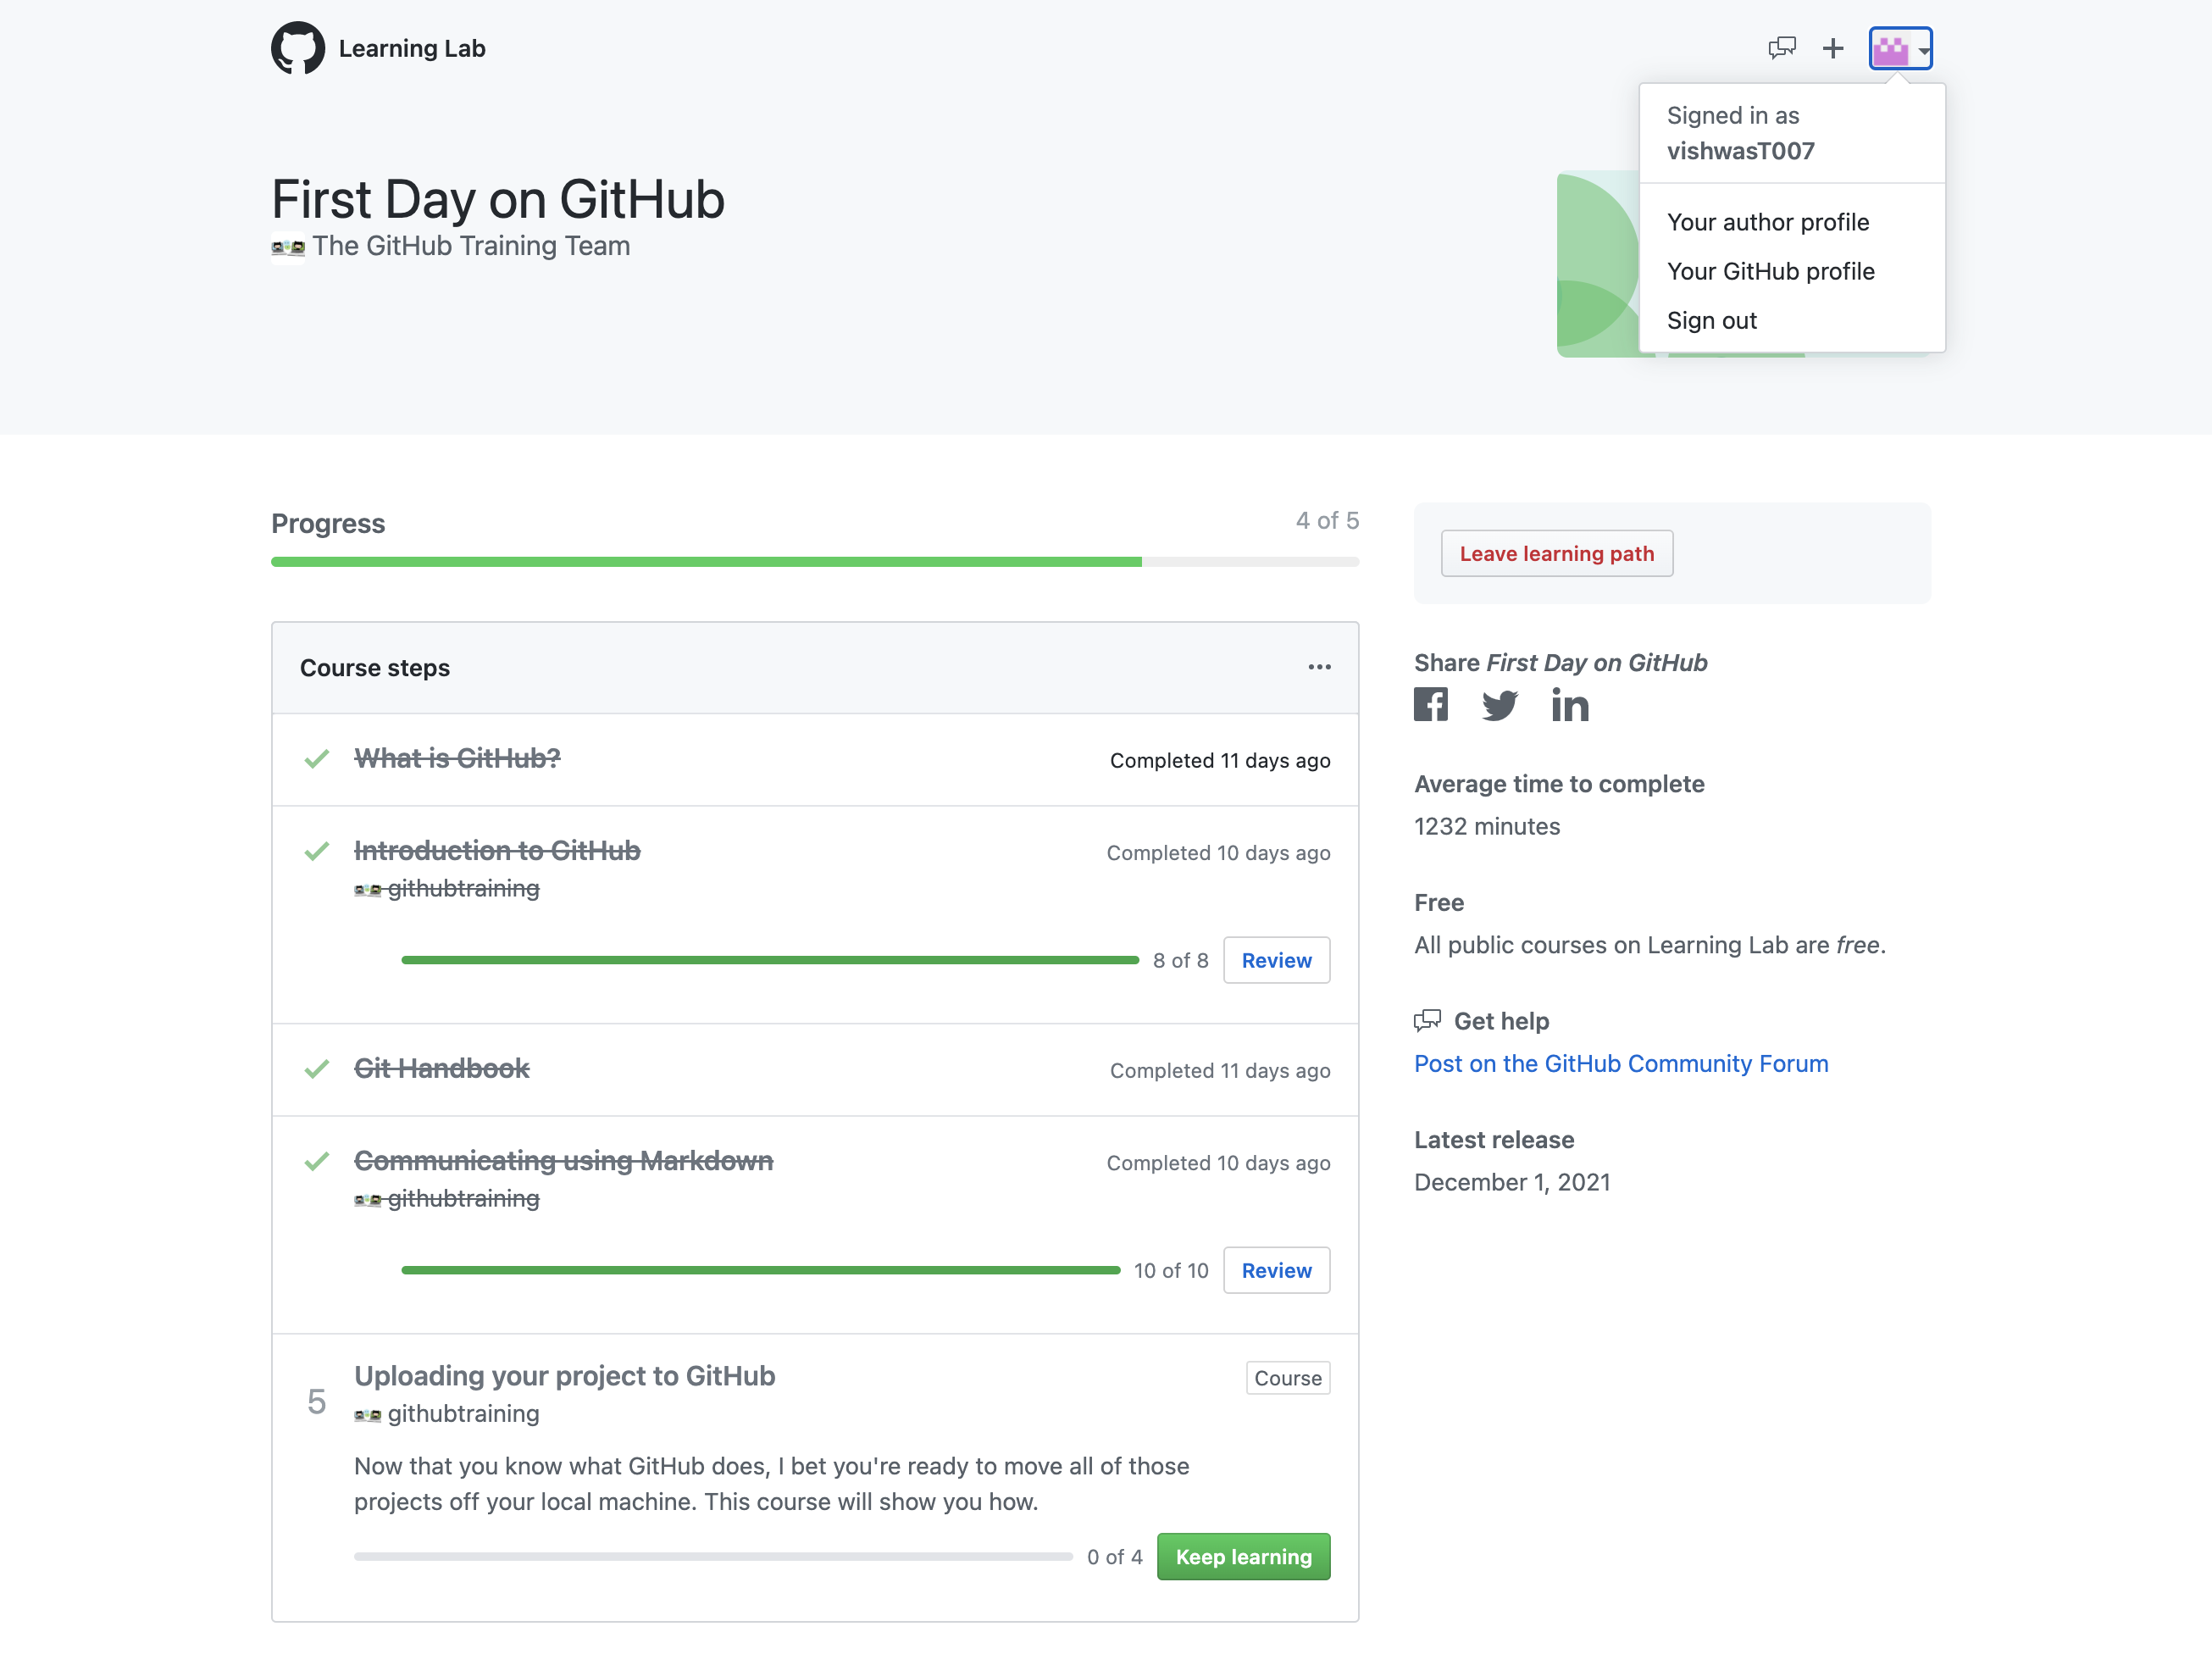 Learning Lab
Signed in as
vishwasT007
Your author profile
Your GitHub profile
Sign out
First Day on GitHub
The GitHub Training Team
Progress
4 of 5
Course steps
What is GitHub?
Completed 11 days ago
Introduction to GitHub
Completed 10 days ago
githubtraining
8 of 8
Review
Git Handbook
Completed 11 days ago
Communicating using Markdown
Completed 10 days ago
githubtraining
10 of 10
Review
5
Uploading your project to GitHub
Course
githubtraining
Now that you know what GitHub does, I bet you're ready to move all of those
projects off your local machine. This course will show you how.
0 of 4
Keep learning
Leave learning path
Share First Day on GitHub
Average time to complete
1232 minutes
Free
All public courses on Learning Lab are free.
Get help
Post on the GitHub Community Forum
Latest release
December 1, 2021